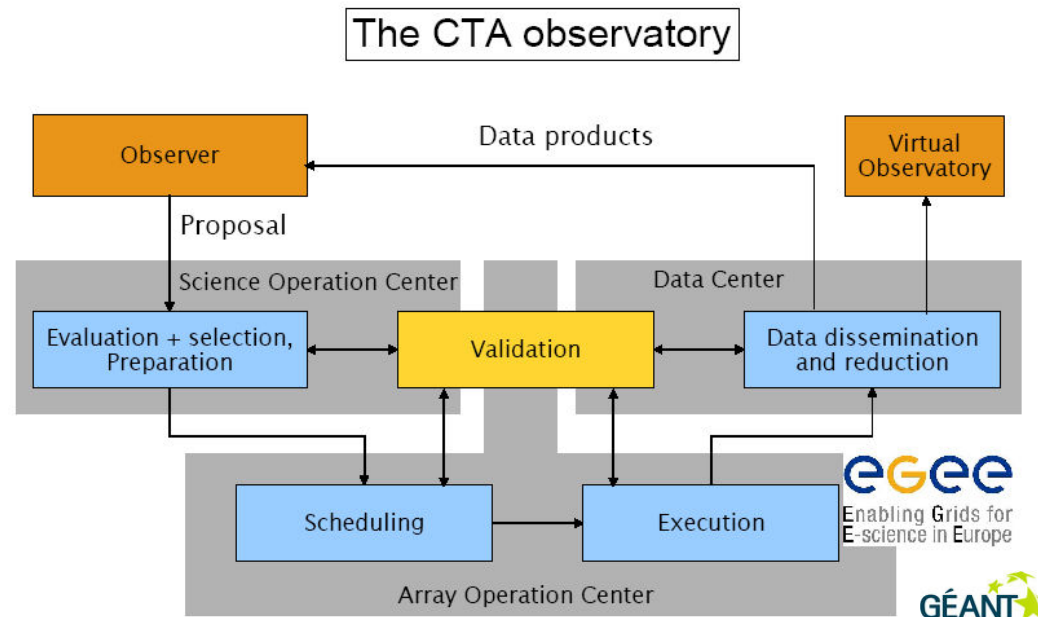 The CTA observatory
Observer
Data products
Virtual
Observatory
Proposal
Science Operation Center
Data Center
Evaluation + selection,
Preparation
Validation
Data dissemination
and reduction
Scheduling
Execution
eGee
Enabling Grids for
E-science in Europe
Array Operation Center
GÉANT